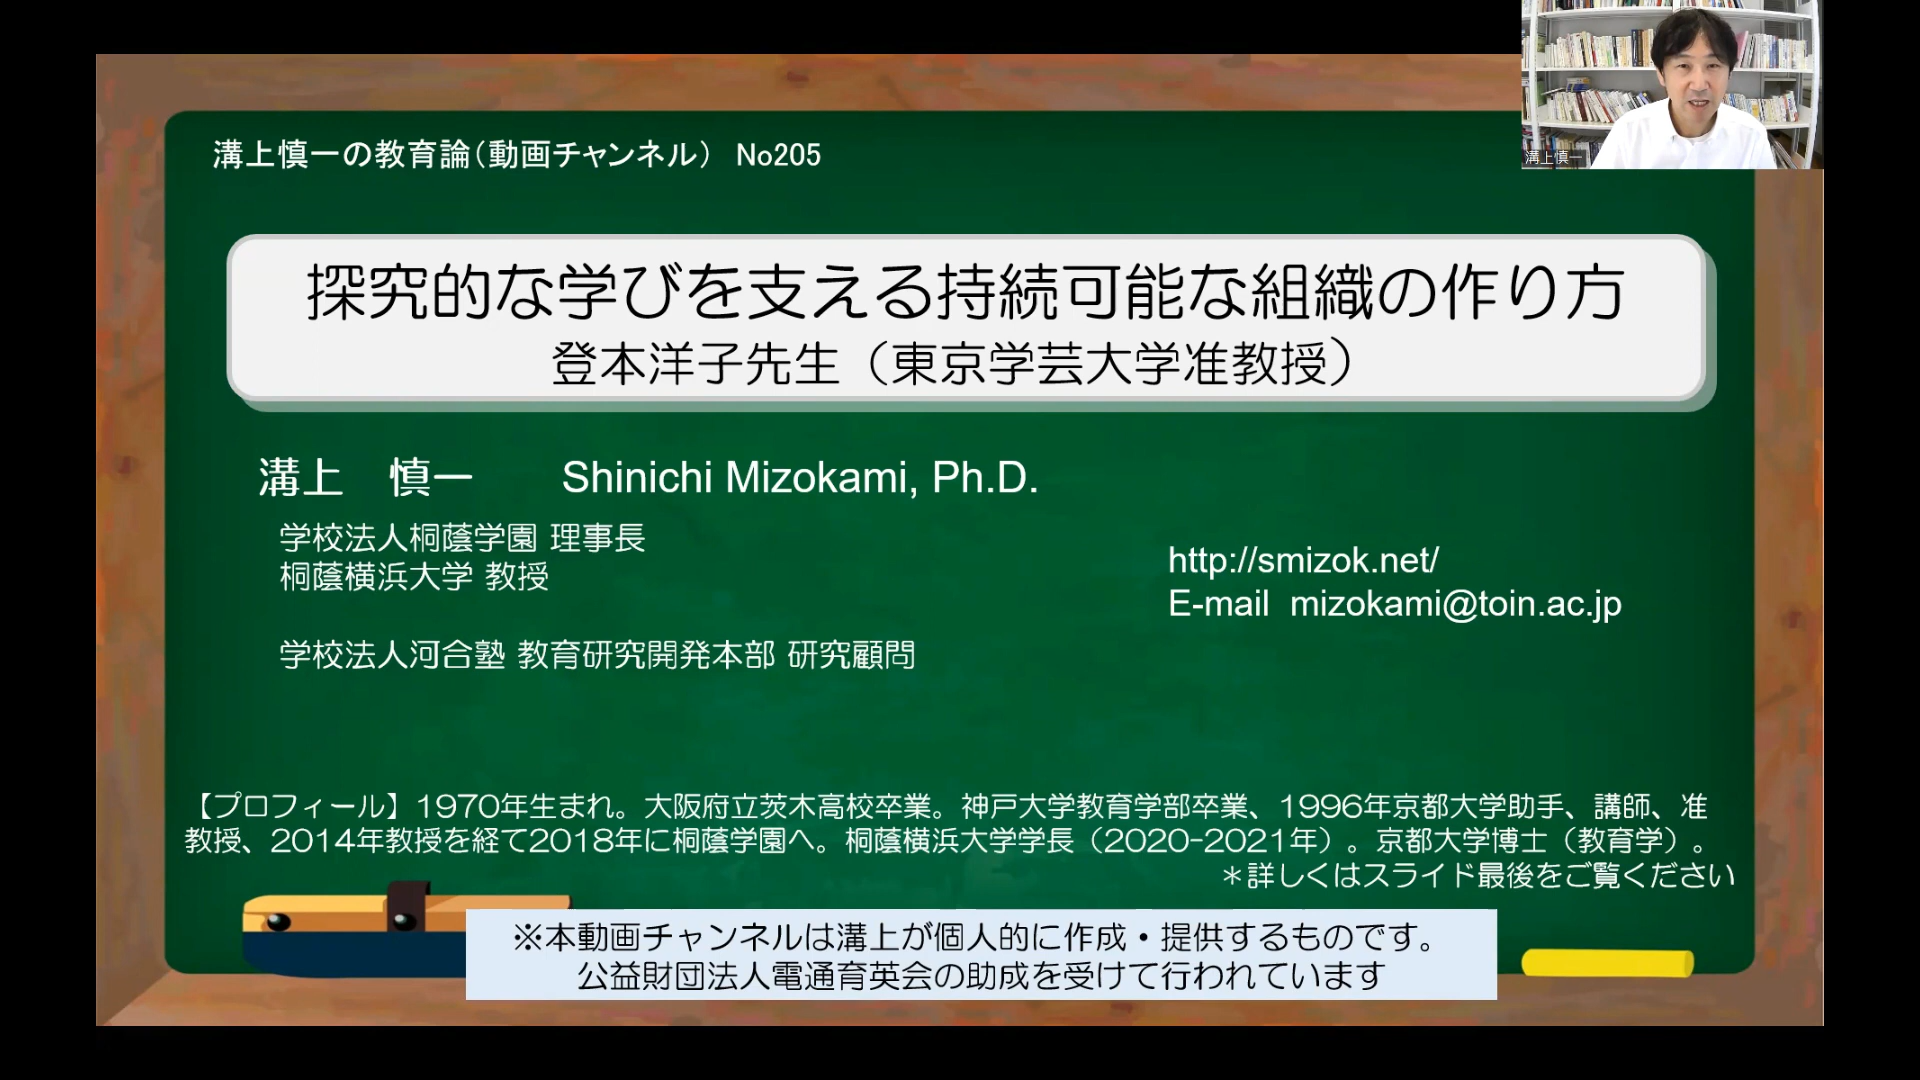 溝上慎一の教育論（動画チャンネル） No205
溝上慎一
探究的な学びを支える持続可能な組織の作り方
登本洋子先生（東京学芸大学准教授）
溝上　慎一　　Shinichi Mizokami, Ph.D.
学校法人桐蔭学園 理事長
桐蔭横浜大学 教授
http://smizok.net/
E-mail mizokami@toin.ac.jp
学校法人河合塾 教育研究開発本部 研究顧問
【プロフィール】1970年生まれ。大阪府立茨木高校卒業。神戸大学教育学部卒業、1996年京都大学助手、講師、准
教授、2014年教授を経て2018年に桐蔭学園へ。桐蔭横浜大学学長（2020-2021年）。京都大学博士（教育学）。
＊詳しくはスライド最後をご覧ください
※本動画チャンネルは溝上が個人的に作成・提供するものです。
公益財団法人電通育英会の助成を受けて行われています